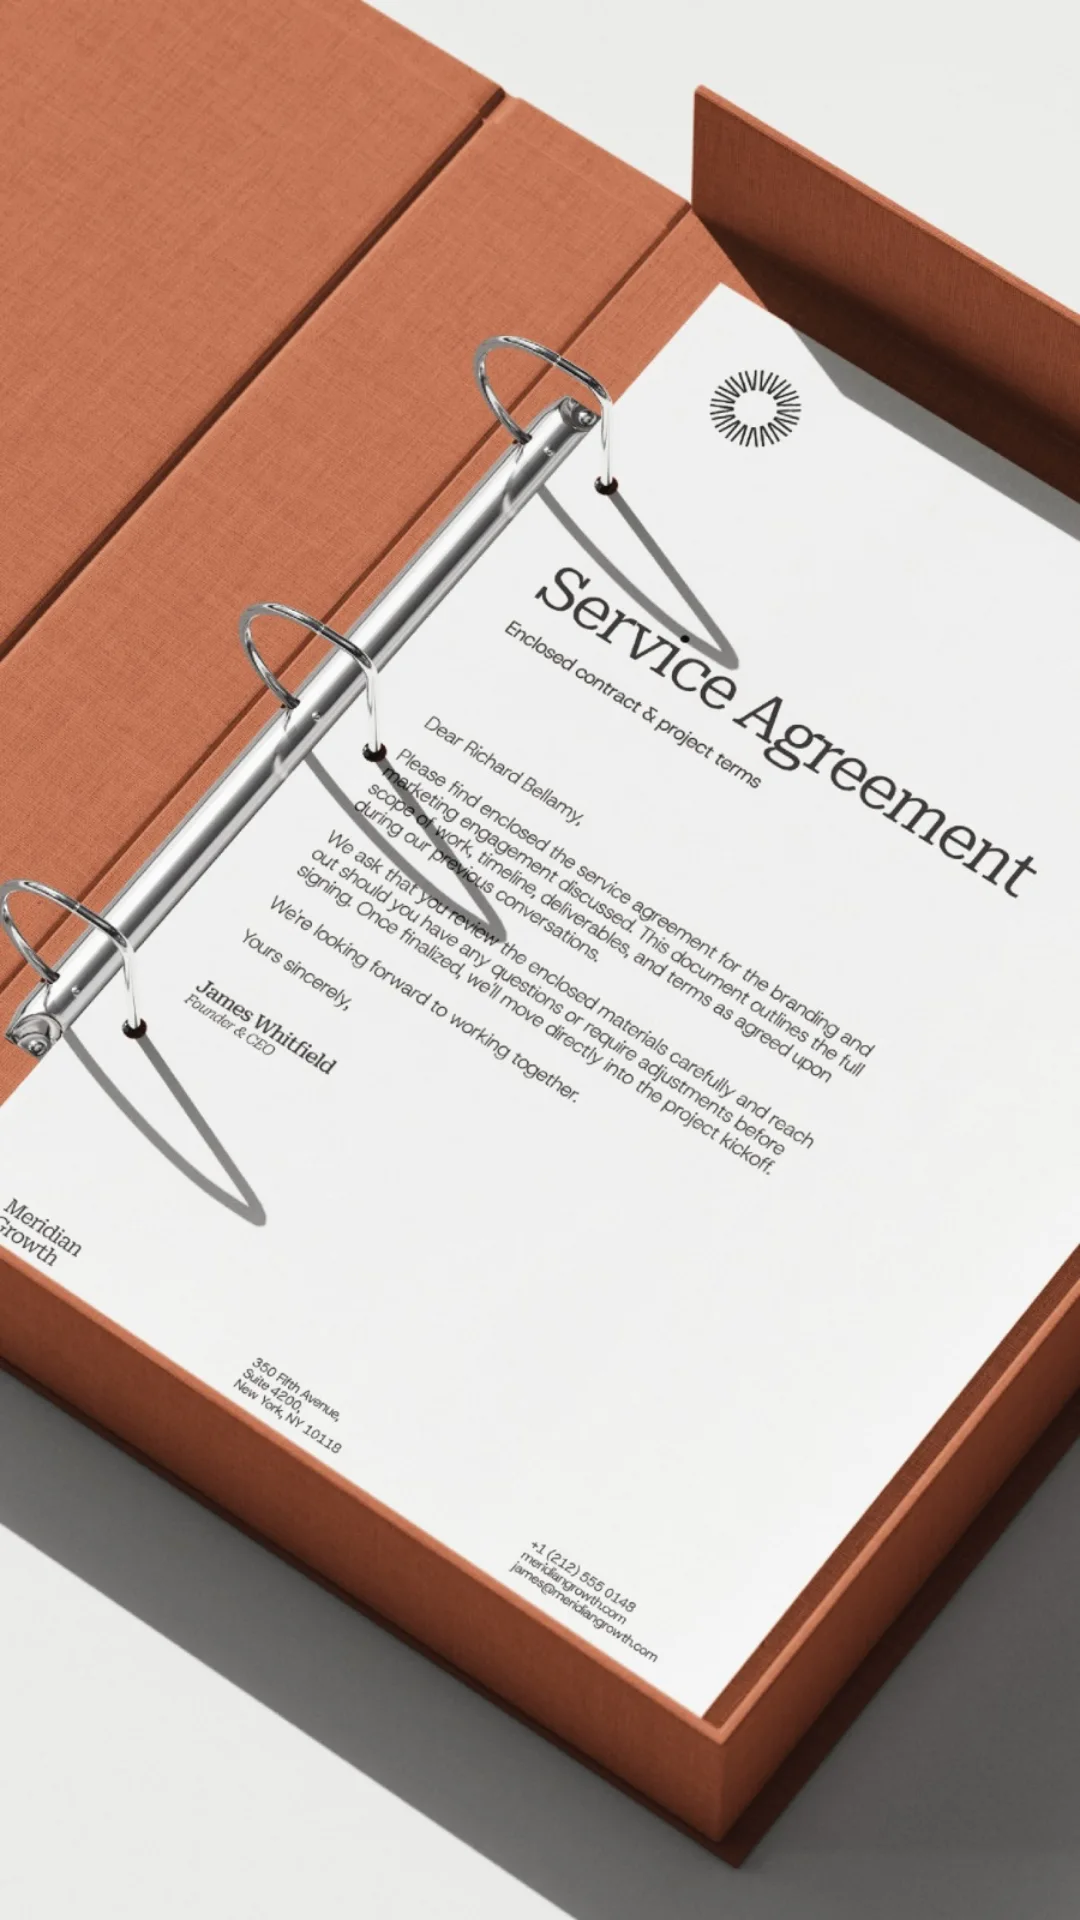 Service Agreement
Enclosed contract & project terms
Dear Richard Bellamy,
Please find enclosed the service agreement for the branding and
marketing engagement discussed. This document outlines the full
scope of work, timeline, deliverables, and terms as agreed upon
during our previous conversations.
We ask that you review the enclosed materials carefully and reach
out should you have any questions or require adjustments before
signing. Once finalized, we'll move directly into the project kickoff.
We're looking forward to working together.
Yours sincerely,
James Whitfield
Founder & CEO
Meridian
Growth
350 Fifth Avenue,
Suite 4200,
New York, NY 10118
+1 (212) 555 0148
meridiangrowth.com
james@meridiangrowth.com